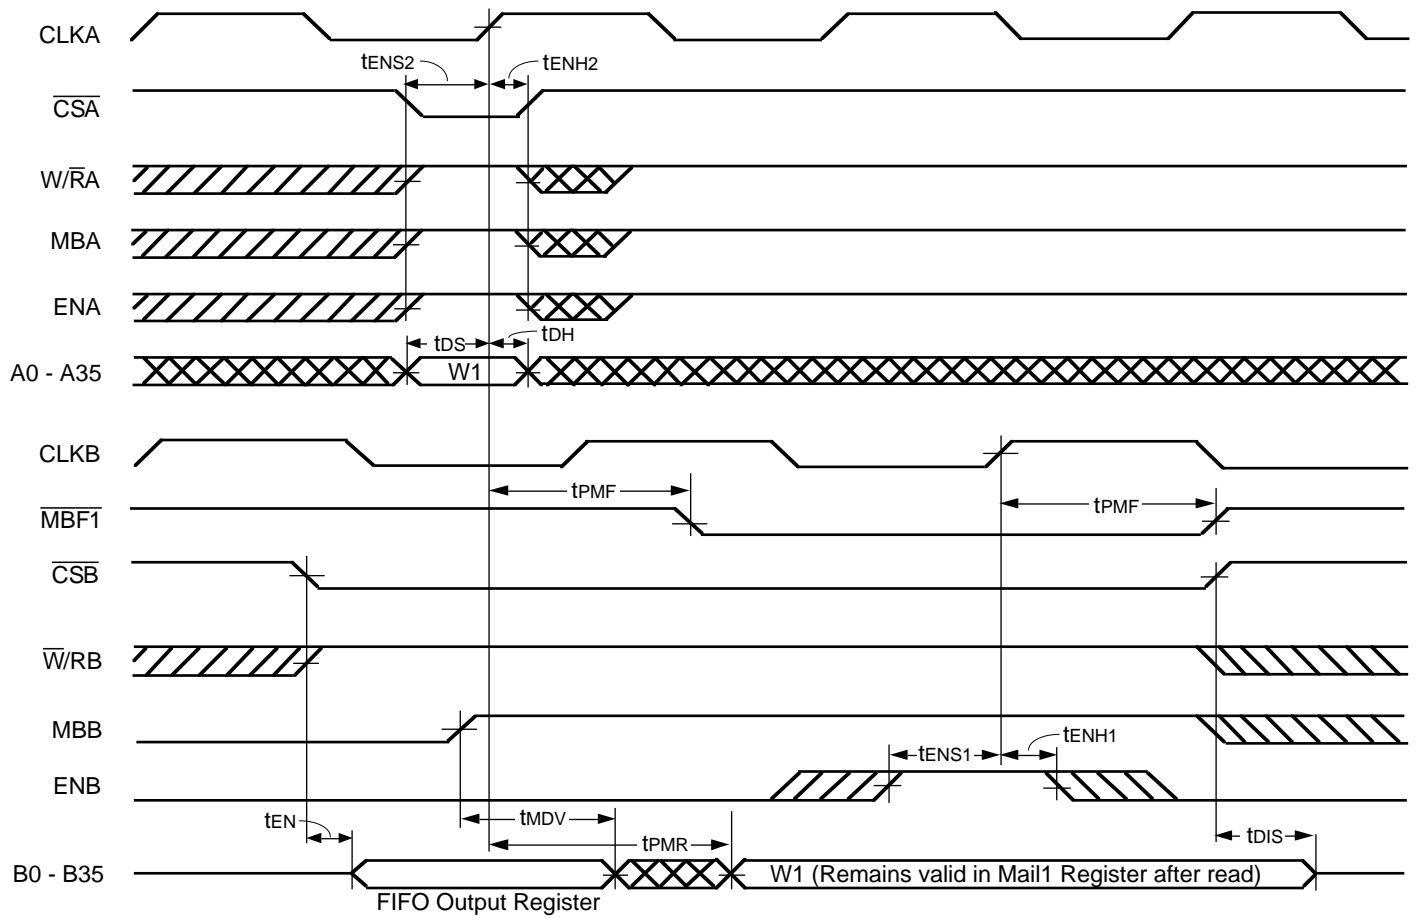 CLKA
tENS2
tENH2
CSA
W/RA
MBA
ENA
tDS
tDH
A0 - A35
W1
CLKB
tPMF
tPMF
MBF1
CSB
W/RB
MBB
tENS1
tENH1
ENB
tEN
tMDV
tPMR
tDIS
B0 - B35
W1 (Remains valid in Mail1 Register after read)
FIFO Output Register